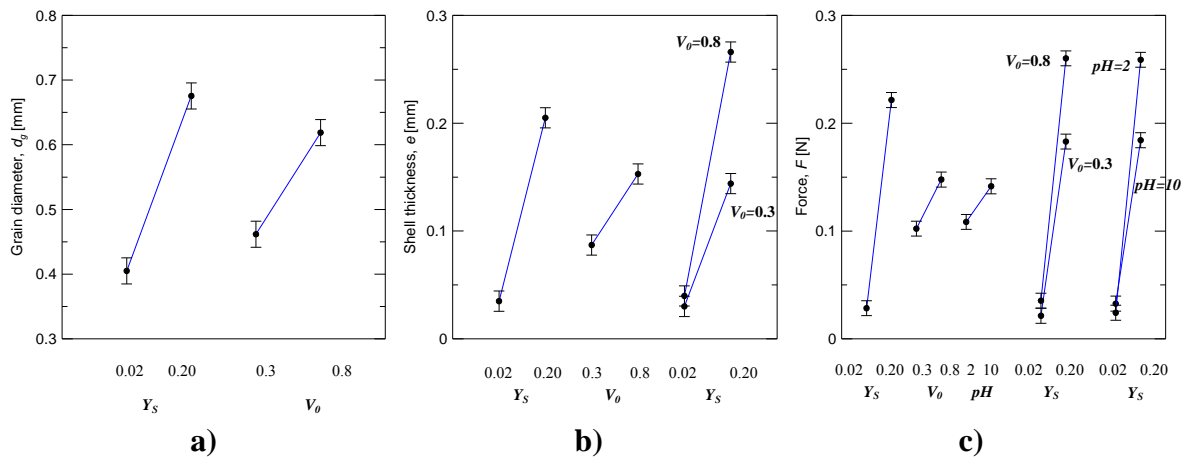 0.8
0.7
0.6
0.5
0.4
0.3
Grain diameter, d_g [mm]
0.02 0.20 0.3 0.8
Y_S V_0
a)
0.3
0.2
0.1
0
Shell thickness, e [mm]
V_0=0.8
V_0=0.3
0.02 0.20 0.3 0.8 0.02 0.20
Y_S V_0 Y_S
b)
0.3
0.2
0.1
0
Force, F [N]
V_0=0.8
pH=2
V_0=0.3
pH=10
0.02 0.20 0.3 0.8 2 10 0.02 0.20 0.02 0.20
Y_S V_0 pH Y_S Y_S
c)